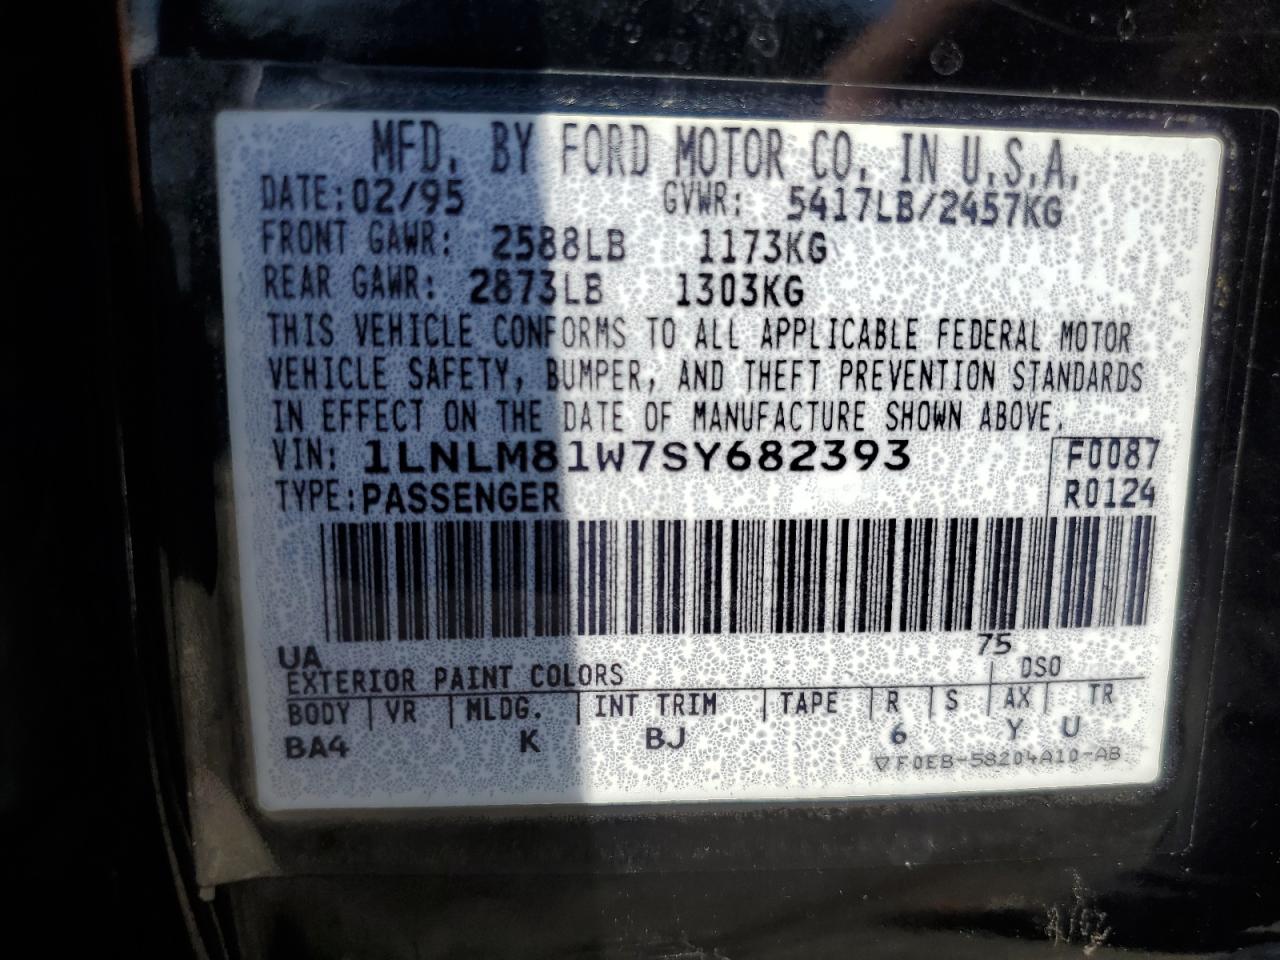 MFD. BY FORD MOTOR CO. IN U.S.A.
DATE: 02/95 GVWR: 5417LB/2457KG
FRONT GAWR: 2588LB 1173KG
REAR GAWR: 2873LB 1303KG
THIS VEHICLE CONFORMS TO ALL APPLICABLE FEDERAL MOTOR
VEHICLE SAFETY, BUMPER, AND THEFT PREVENTION STANDARDS
IN EFFECT ON THE DATE OF MANUFACTURE SHOWN ABOVE.
VIN: 1LNLM81W7SY682393 F0087
TYPE: PASSENGER R0124
UA 75
EXTERIOR PAINT COLORS DSO
BODY VR MLDG. INT TRIM TAPE R S AX TR
BA4 K BJ 6 Y U
▽F0EB-58204A10-AB